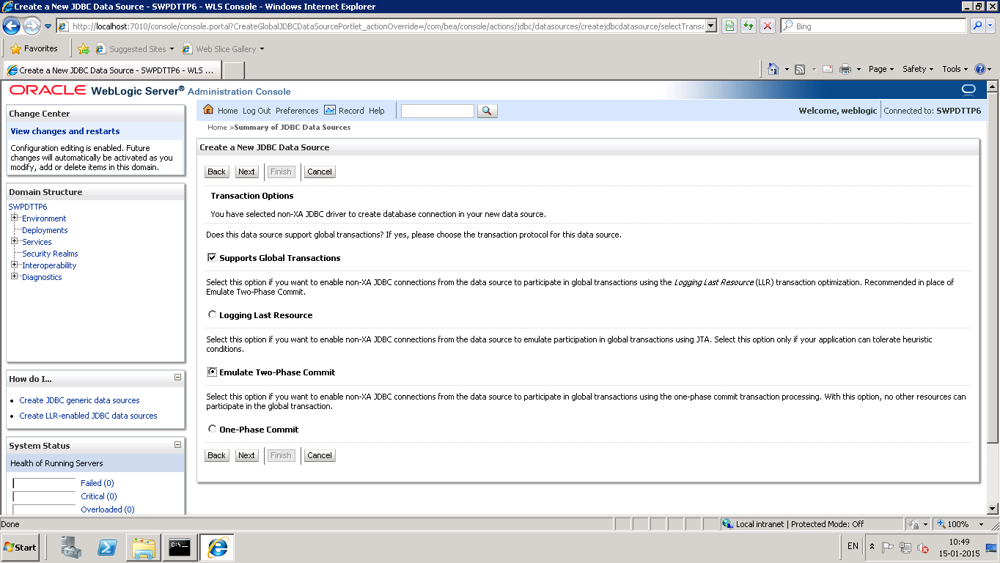 Create a New JDBC Data Source - SWPDTTP6 - WLS Console - Windows Internet Explorer
http://localhost:7010/console/console.portal?CreateGlobalJDBCDataSourcePortlet_actionOverride=/com/bea/console/actions/jdbc/datasources/createjdbcdatasource/selectTransa
Bing
Favorites
Suggested Sites
Web Slice Gallery
Create a New JDBC Data Source - SWPDTTP6 - WLS ...
Page
Safety
Tools
ORACLE WebLogic Server® Administration Console
Change Center
View changes and restarts
Configuration editing is enabled. Future
changes will automatically be activated as you
modify, add or delete items in this domain.
Domain Structure
SWPDTTP6
Environment
Deployments
Services
Security Realms
Interoperability
Diagnostics
How do I...
Create JDBC generic data sources
Create LLR-enabled JDBC data sources
System Status
Health of Running Servers
Failed (0)
Critical (0)
Overloaded (0)
Home Log Out Preferences Record Help
Welcome, weblogic Connected to: SWPDTTP6
Home >Summary of JDBC Data Sources
Create a New JDBC Data Source
Back Next Finish Cancel
Transaction Options
You have selected non-XA JDBC driver to create database connection in your new data source.
Does this data source support global transactions? If yes, please choose the transaction protocol for this data source.
Supports Global Transactions
Select this option if you want to enable non-XA JDBC connections from the data source to participate in global transactions using the Logging Last Resource (LLR) transaction optimization. Recommended in place of
Emulate Two-Phase Commit.
Logging Last Resource
Select this option if you want to enable non-XA JDBC connections from the data source to emulate participation in global transactions using JTA. Select this option only if your application can tolerate heuristic
conditions.
Emulate Two-Phase Commit
Select this option if you want to enable non-XA JDBC connections from the data source to participate in global transactions using the one-phase commit transaction processing. With this option, no other resources can
participate in the global transaction.
One-Phase Commit
Back Next Finish Cancel
Done
Local intranet | Protected Mode: Off
100%
Start
C:\.
EN
10:49
15-01-2015